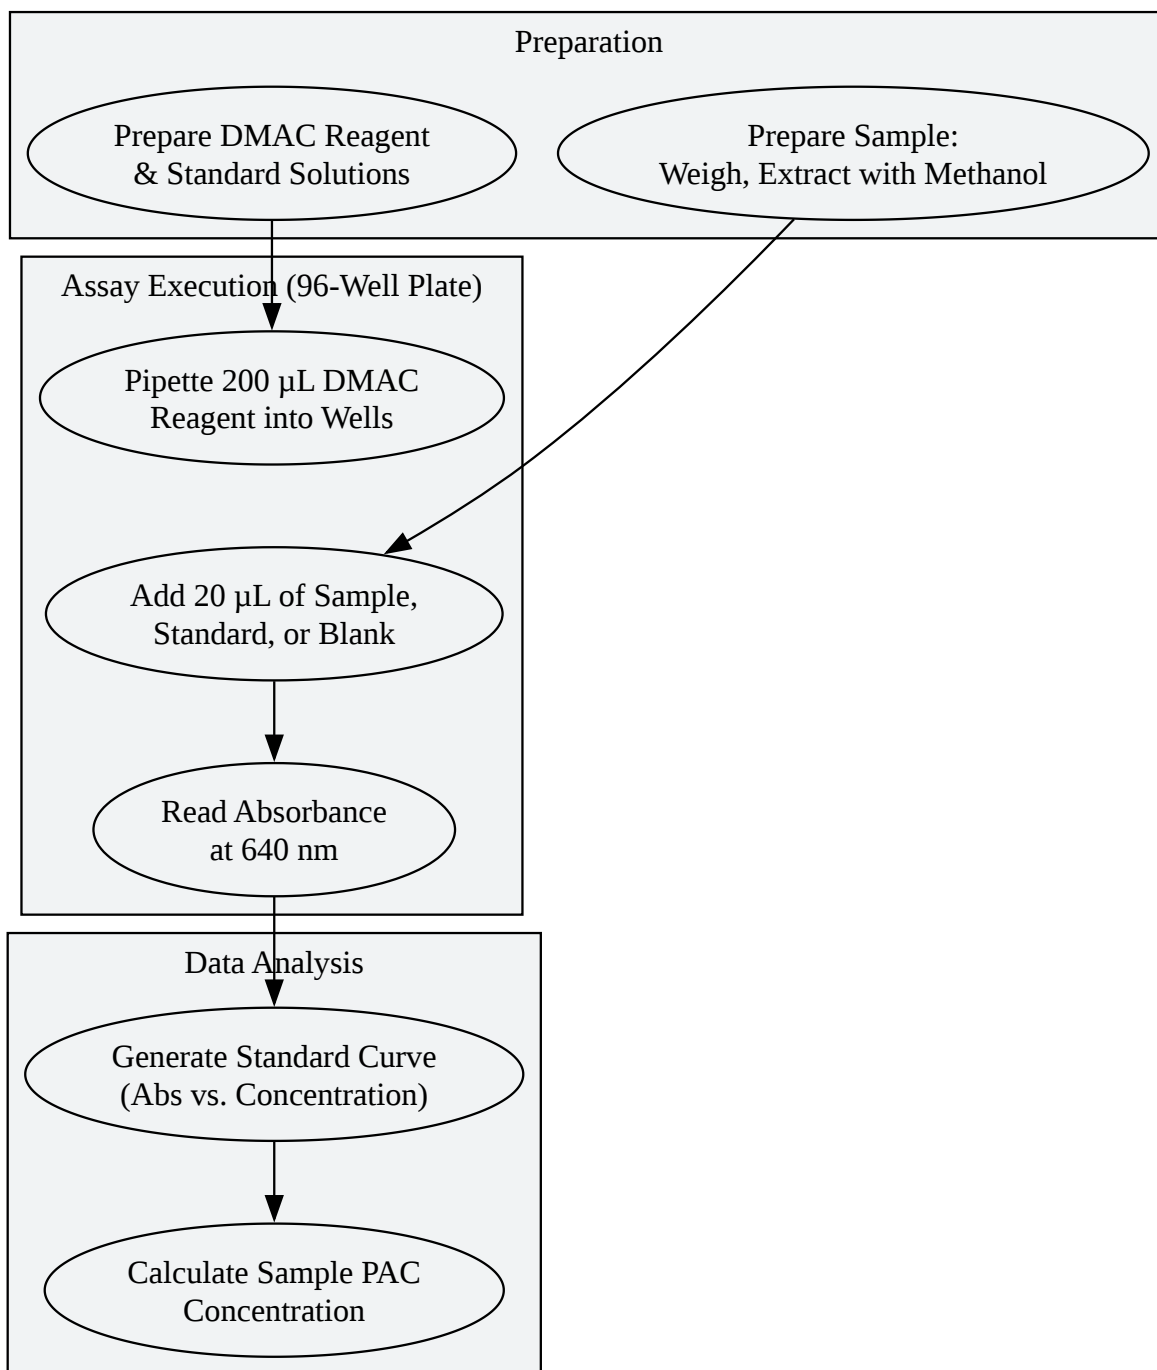 Preparation
Prepare DMAC Reagent
& Standard Solutions
Prepare Sample:
Weigh, Extract with Methanol
Assay Execution (96-Well Plate)
Pipette 200 µL DMAC
Reagent into Wells
Add 20 µL of Sample,
Standard, or Blank
Read Absorbance
at 640 nm
Data Analysis
Generate Standard Curve
(Abs vs. Concentration)
Calculate Sample PAC
Concentration